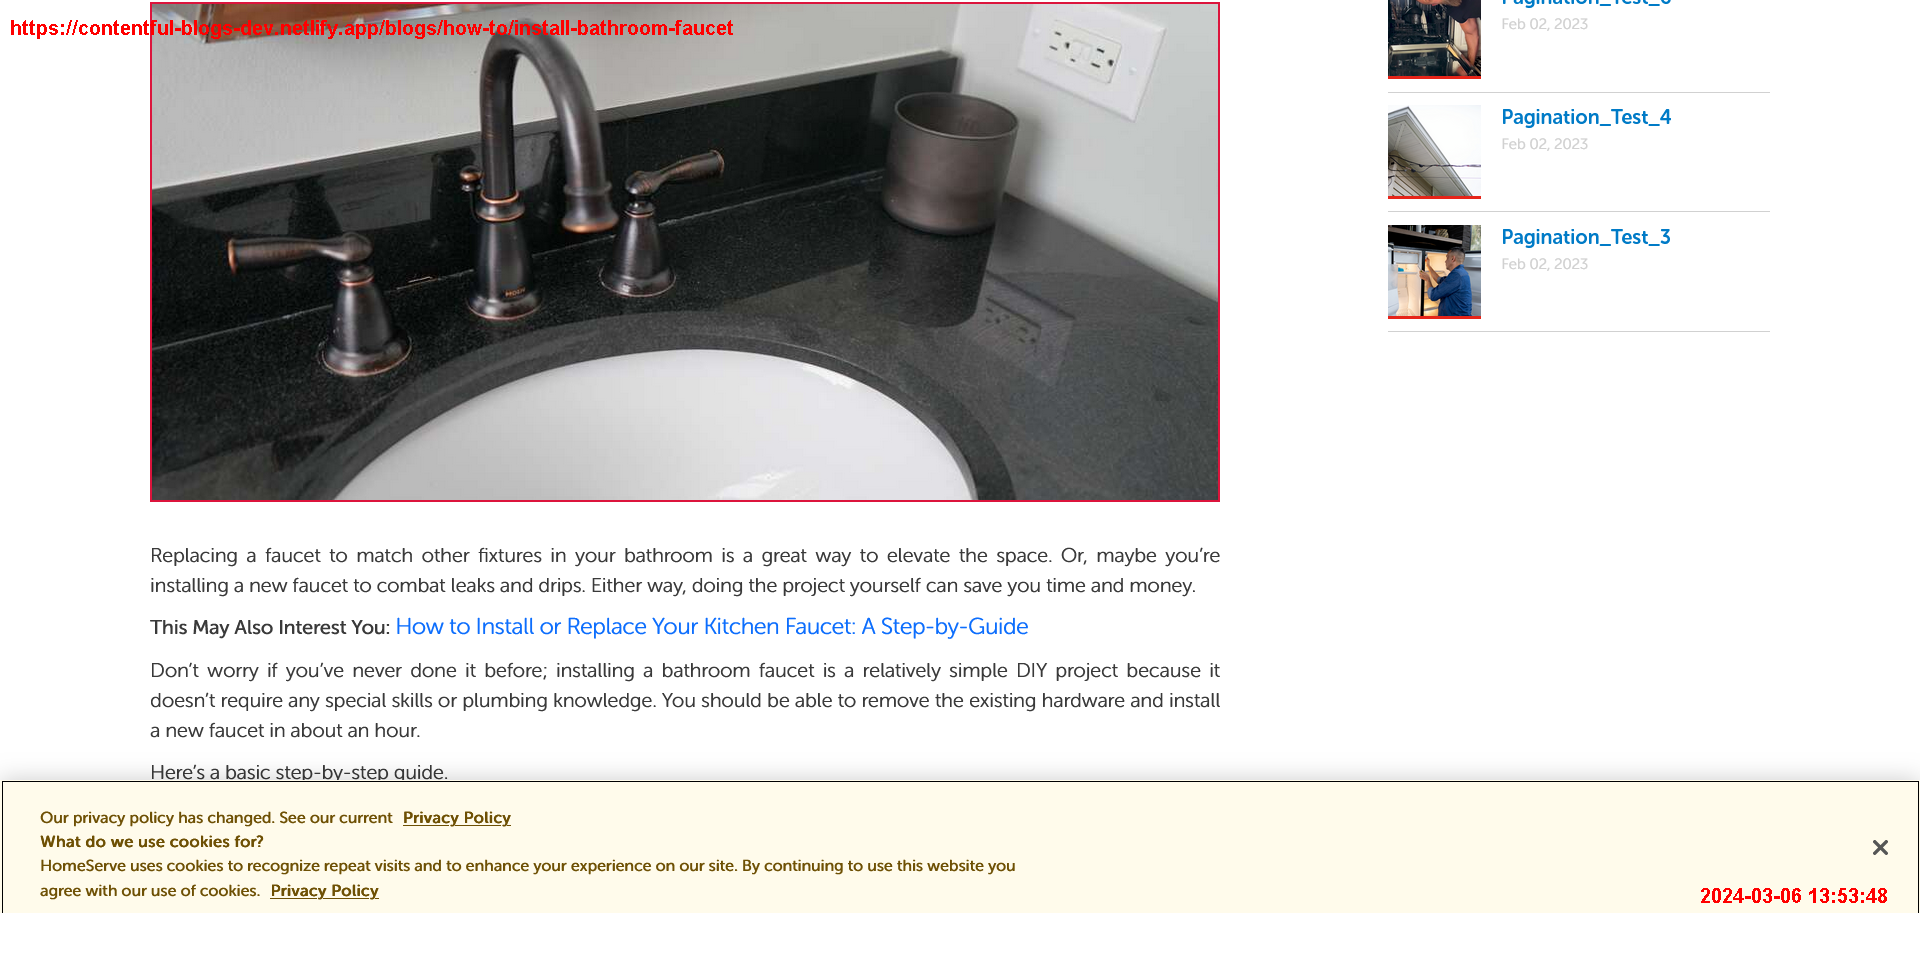 https://contentful-blogs-dev.netlify.app/blogs/how-to/install-bathroom-faucet
MOEN
Replacing a faucet to match other fixtures in your bathroom is a great way to elevate the space. Or, maybe you’re
installing a new faucet to combat leaks and drips. Either way, doing the project yourself can save you time and money.
This May Also Interest You: How to Install or Replace Your Kitchen Faucet: A Step-by-Guide
Don’t worry if you’ve never done it before; installing a bathroom faucet is a relatively simple DIY project because it
doesn’t require any special skills or plumbing knowledge. You should be able to remove the existing hardware and install
a new faucet in about an hour.
Here’s a basic step-by-step guide.
Feb 02, 2023
Pagination_Test_4
Feb 02, 2023
Pagination_Test_3
Feb 02, 2023
Our privacy policy has changed. See our current Privacy Policy
What do we use cookies for?
HomeServe uses cookies to recognize repeat visits and to enhance your experience on our site. By continuing to use this website you
agree with our use of cookies. Privacy Policy
2024-03-06 13:53:48